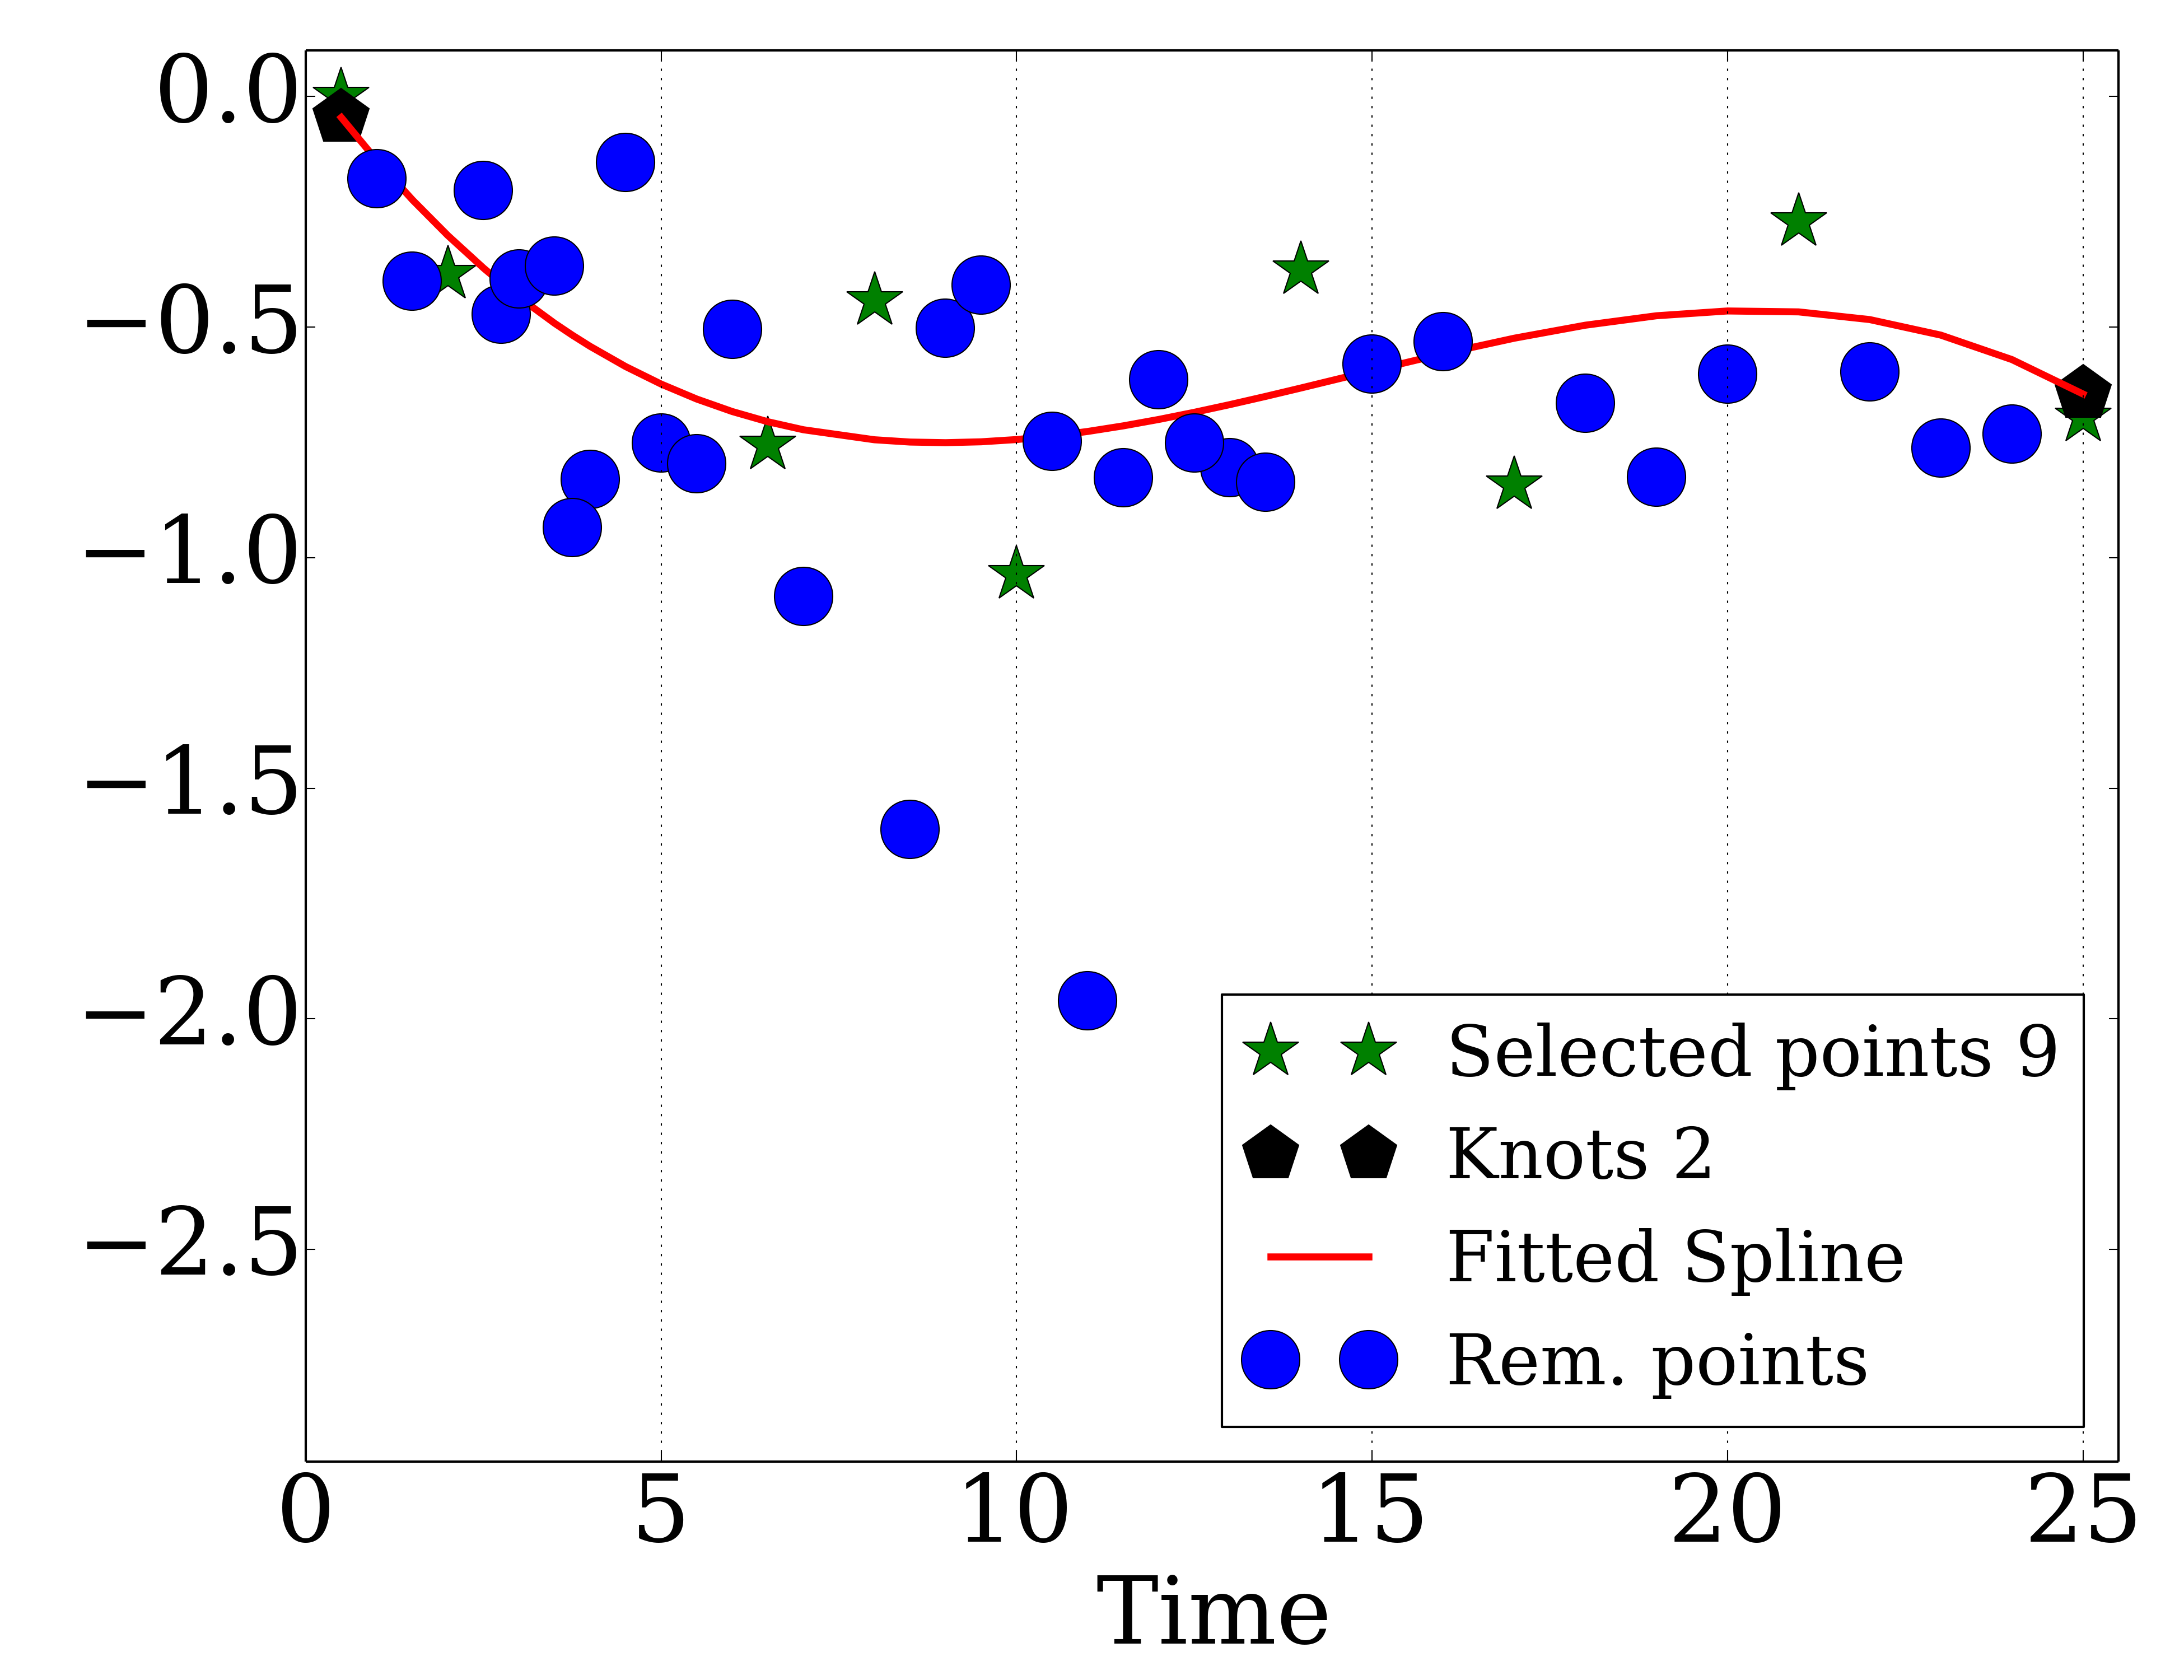 0.0
−0.5
−1.0
−1.5
−2.0
−2.5
Selected points 9
Knots 2
Fitted Spline
Rem. points
0 5 10 15 20 25
Time